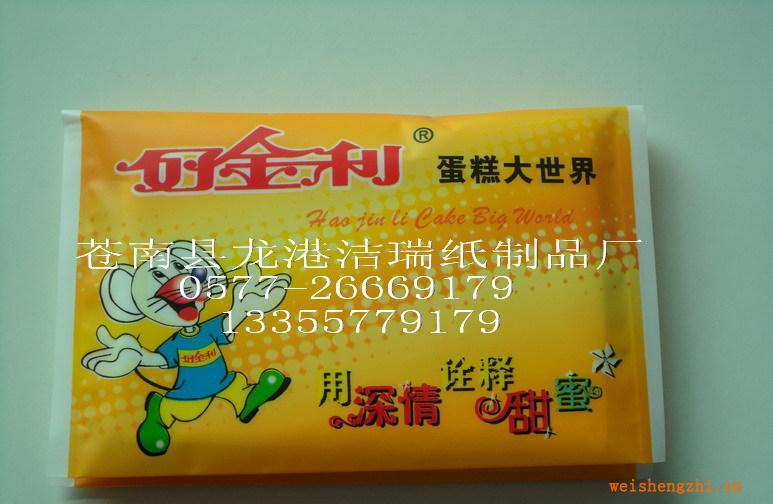 好金利® 蛋糕大世界
Hao jin li Cake Big World
苍南县龙港洁瑞纸制品厂
0577-26669179
13355779179
好金利
用深情诠释甜蜜
weishengzhi.cn